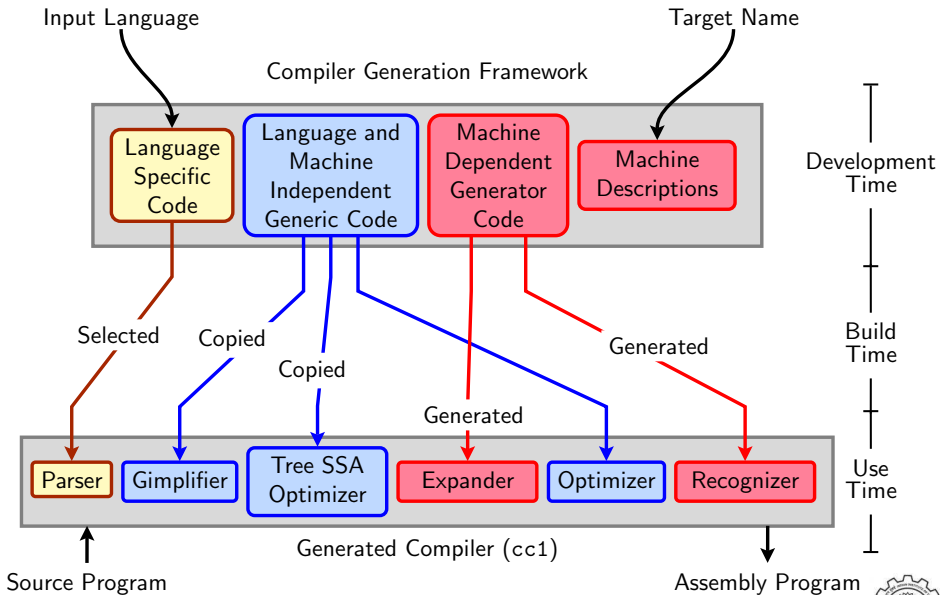 Input Language
Target Name
Compiler Generation Framework
Language
Specific
Code
Language and
Machine
Independent
Generic Code
Machine
Dependent
Generator
Code
Machine
Descriptions
Development
Time
Selected
Copied
Copied
Generated
Generated
Build
Time
Parser
Gimplifier
Tree SSA
Optimizer
Expander
Optimizer
Recognizer
Use
Time
Generated Compiler (cc1)
Source Program
Assembly Program